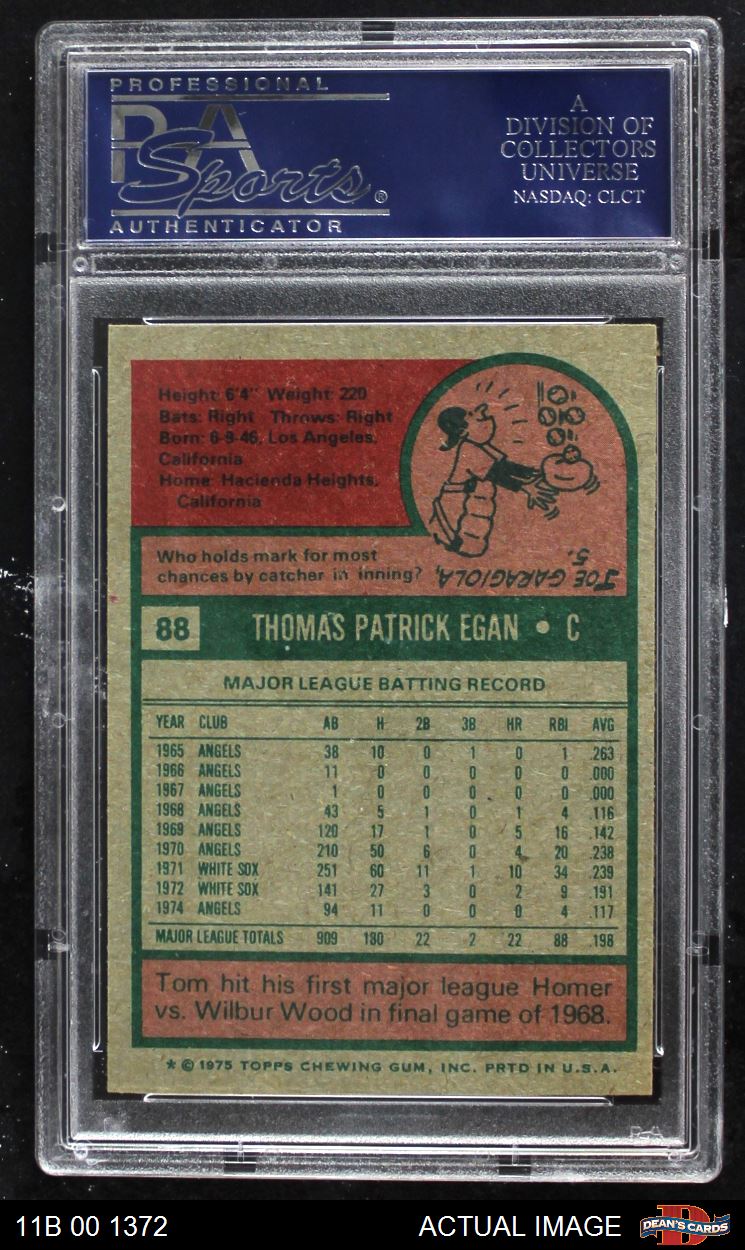 PROFESSIONAL
PSA
Sports®
AUTHENTICATOR
A
DIVISION OF
COLLECTORS
UNIVERSE
NASDAQ: CLCT
Height: 6'4" Weight: 220
Bats: Right Throws: Right
Born: 6-9-46, Los Angeles,
California
Home: Hacienda Heights,
California
Who holds mark for most
chances by catcher in inning?
JOE GARAGIOLA,
5.
88 THOMAS PATRICK EGAN • C
MAJOR LEAGUE BATTING RECORD
YEAR CLUB AB H 2B 3B HR RBI AVG
1965 ANGELS 38 10 0 1 0 1 .263
1966 ANGELS 11 0 0 0 0 0 .000
1967 ANGELS 1 0 0 0 0 0 .000
1968 ANGELS 43 5 1 0 1 4 .116
1969 ANGELS 120 17 1 0 5 16 .142
1970 ANGELS 210 50 6 0 4 20 .238
1971 WHITE SOX 251 60 11 1 10 34 .239
1972 WHITE SOX 141 27 3 0 2 9 .191
1974 ANGELS 94 11 0 0 0 4 .117
MAJOR LEAGUE TOTALS 909 180 22 2 22 88 .198
Tom hit his first major league Homer
vs. Wilbur Wood in final game of 1968.
* © 1975 TOPPS CHEWING GUM, INC. PRTD IN U.S.A.
PSA
11B 00 1372 ACTUAL IMAGE
DEAN'S CARDS